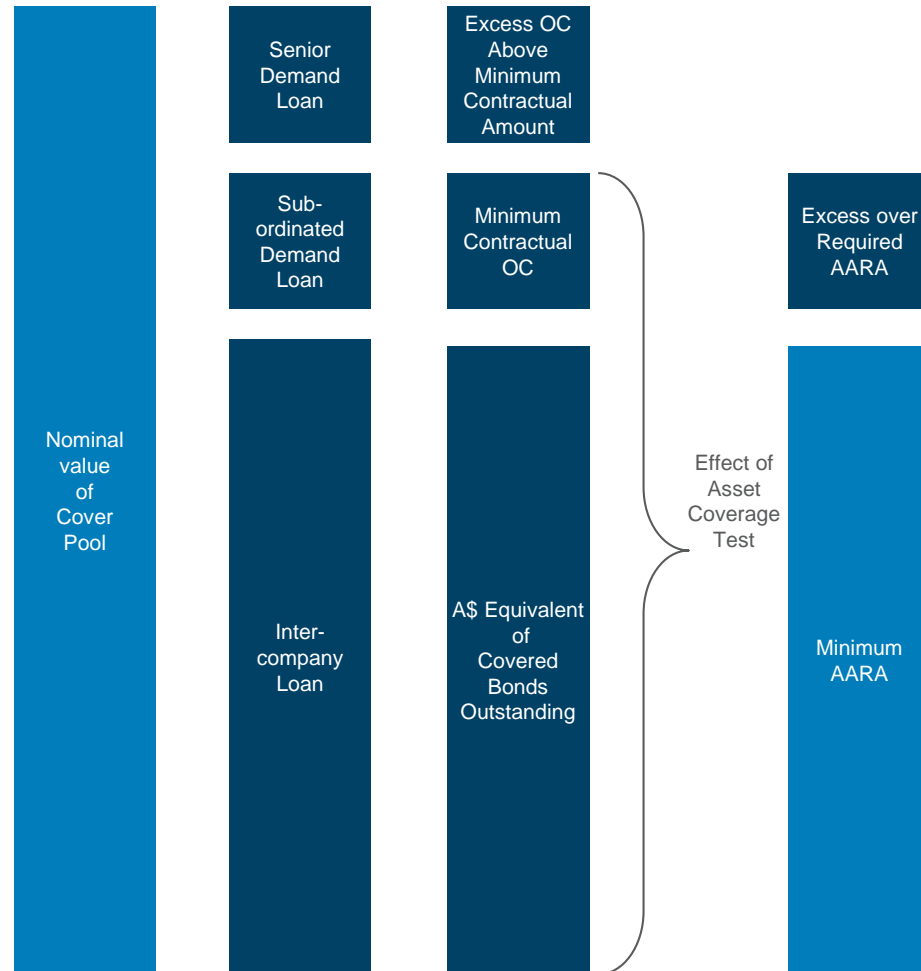 Nominal
value
of
Cover
Pool
Senior
Demand
Loan
Sub-
ordinated
Demand
Loan
Inter-
company
Loan
Excess OC
Above
Minimum
Contractual
Amount
Minimum
Contractual
OC
A$ Equivalent
of
Covered
Bonds
Outstanding
Effect of
Asset
Coverage
Test
Excess over
Required
AARA
Minimum
AARA